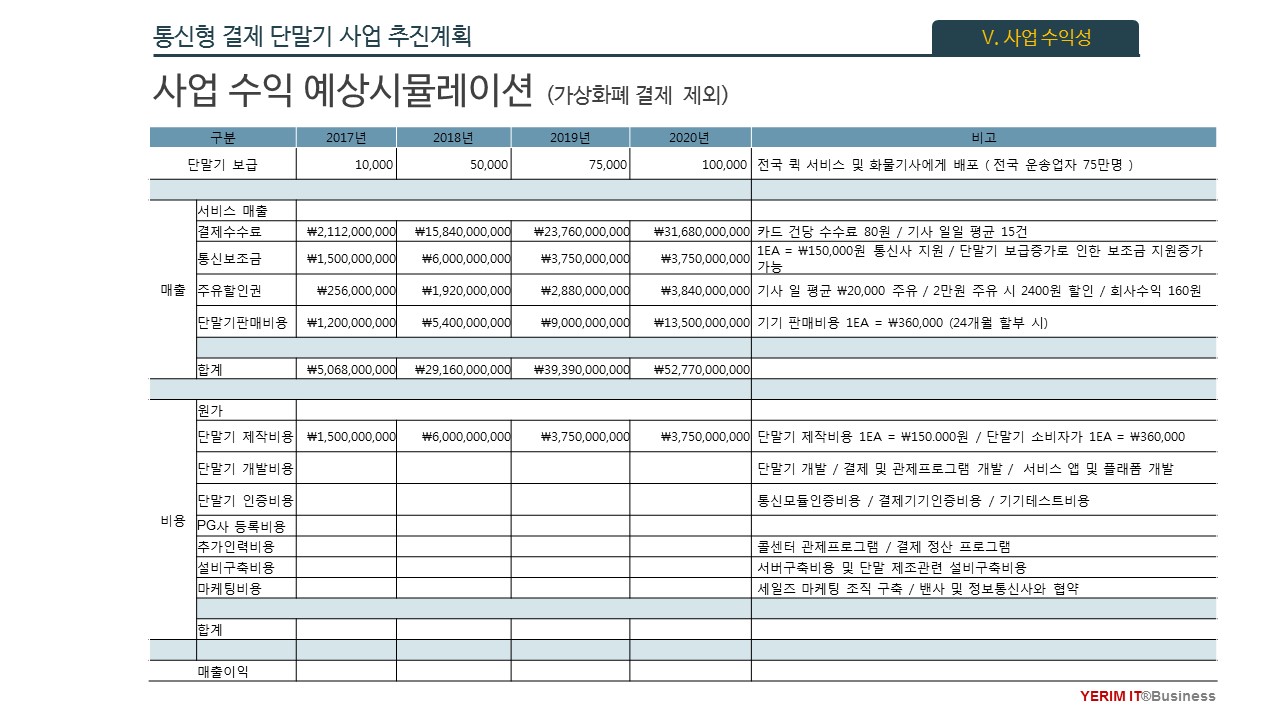 통신형 결제 단말기 사업 추진계획
V. 사업 수익성
사업 수익 예상시뮬레이션 (가상화폐 결제 제외)
구분 2017년 2018년 2019년 2020년 비고
단말기 보급 10,000 50,000 75,000 100,000 전국 퀵 서비스 및 화물기사에게 배포 ( 전국 운송업자 75만명 )
서비스 매출
결제수수료 ₩2,112,000,000 ₩15,840,000,000 ₩23,760,000,000 ₩31,680,000,000 카드 건당 수수료 80원 / 기사 일일 평균 15건
통신보조금 ₩1,500,000,000 ₩6,000,000,000 ₩3,750,000,000 ₩3,750,000,000 1EA = ₩150,000원 통신사 지원 / 단말기 보급증가로 인한 보조금 지원증가
가능
매출 주유할인권 ₩256,000,000 ₩1,920,000,000 ₩2,880,000,000 ₩3,840,000,000 기사 일 평균 ₩20,000 주유 / 2만원 주유 시 2400원 할인 / 회사수익 160원
단말기판매비용 ₩1,200,000,000 ₩5,400,000,000 ₩9,000,000,000 ₩13,500,000,000 기기 판매비용 1EA = ₩360,000 (24개월 할부 시)
합계 ₩5,068,000,000 ₩29,160,000,000 ₩39,390,000,000 ₩52,770,000,000
원가
단말기 제작비용 ₩1,500,000,000 ₩6,000,000,000 ₩3,750,000,000 ₩3,750,000,000 단말기 제작비용 1EA = ₩150.000원 / 단말기 소비자가 1EA = ₩360,000
단말기 개발비용 단말기 개발 / 결제 및 관제프로그램 개발 / 서비스 앱 및 플래폼 개발
단말기 인증비용 통신모듈인증비용 / 결제기기인증비용 / 기기테스트비용
비용 PG사 등록비용
추가인력비용 콜센터 관제프로그램 / 결제 정산 프로그램
설비구축비용 서버구축비용 및 단말 제조관련 설비구축비용
마케팅비용 세일즈 마케팅 조직 구축 / 밴사 및 정보통신사와 협약
합계
매출이익
YERIM IT®Business